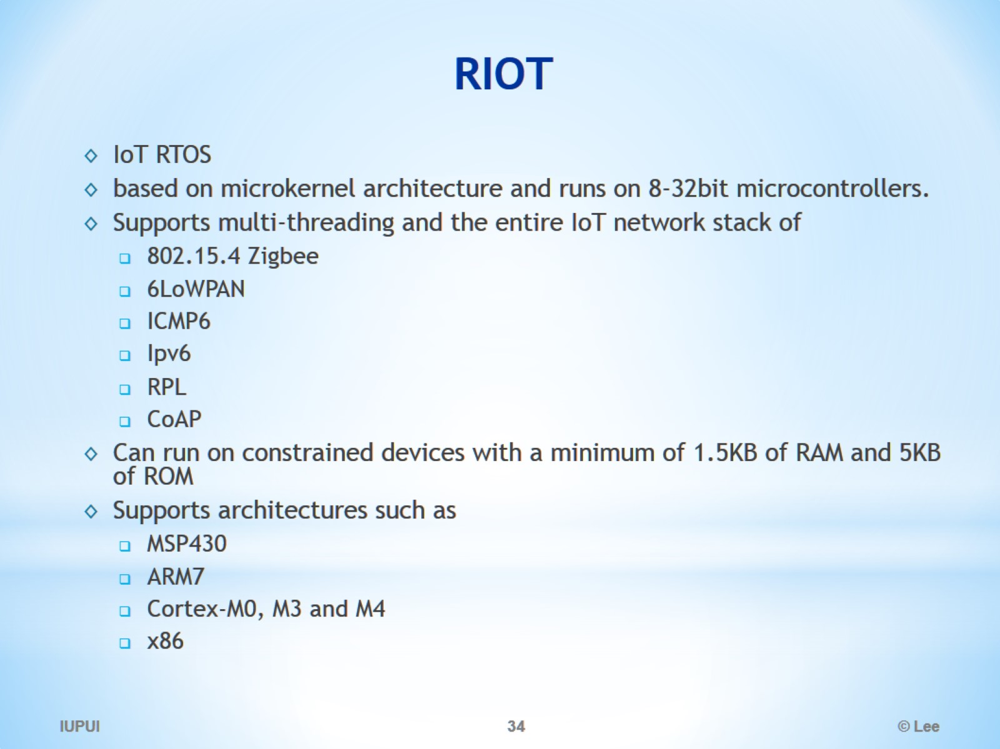 RIOT
IoT RTOS
based on microkernel architecture and runs on 8-32bit microcontrollers.
Supports multi-threading and the entire IoT network stack of
802.15.4 Zigbee
6LoWPAN
ICMP6
Ipv6
RPL
CoAP
Can run on constrained devices with a minimum of 1.5KB of RAM and 5KB
of ROM
Supports architectures such as
MSP430
ARM7
Cortex-M0, M3 and M4
x86
IUPUI
34
© Lee